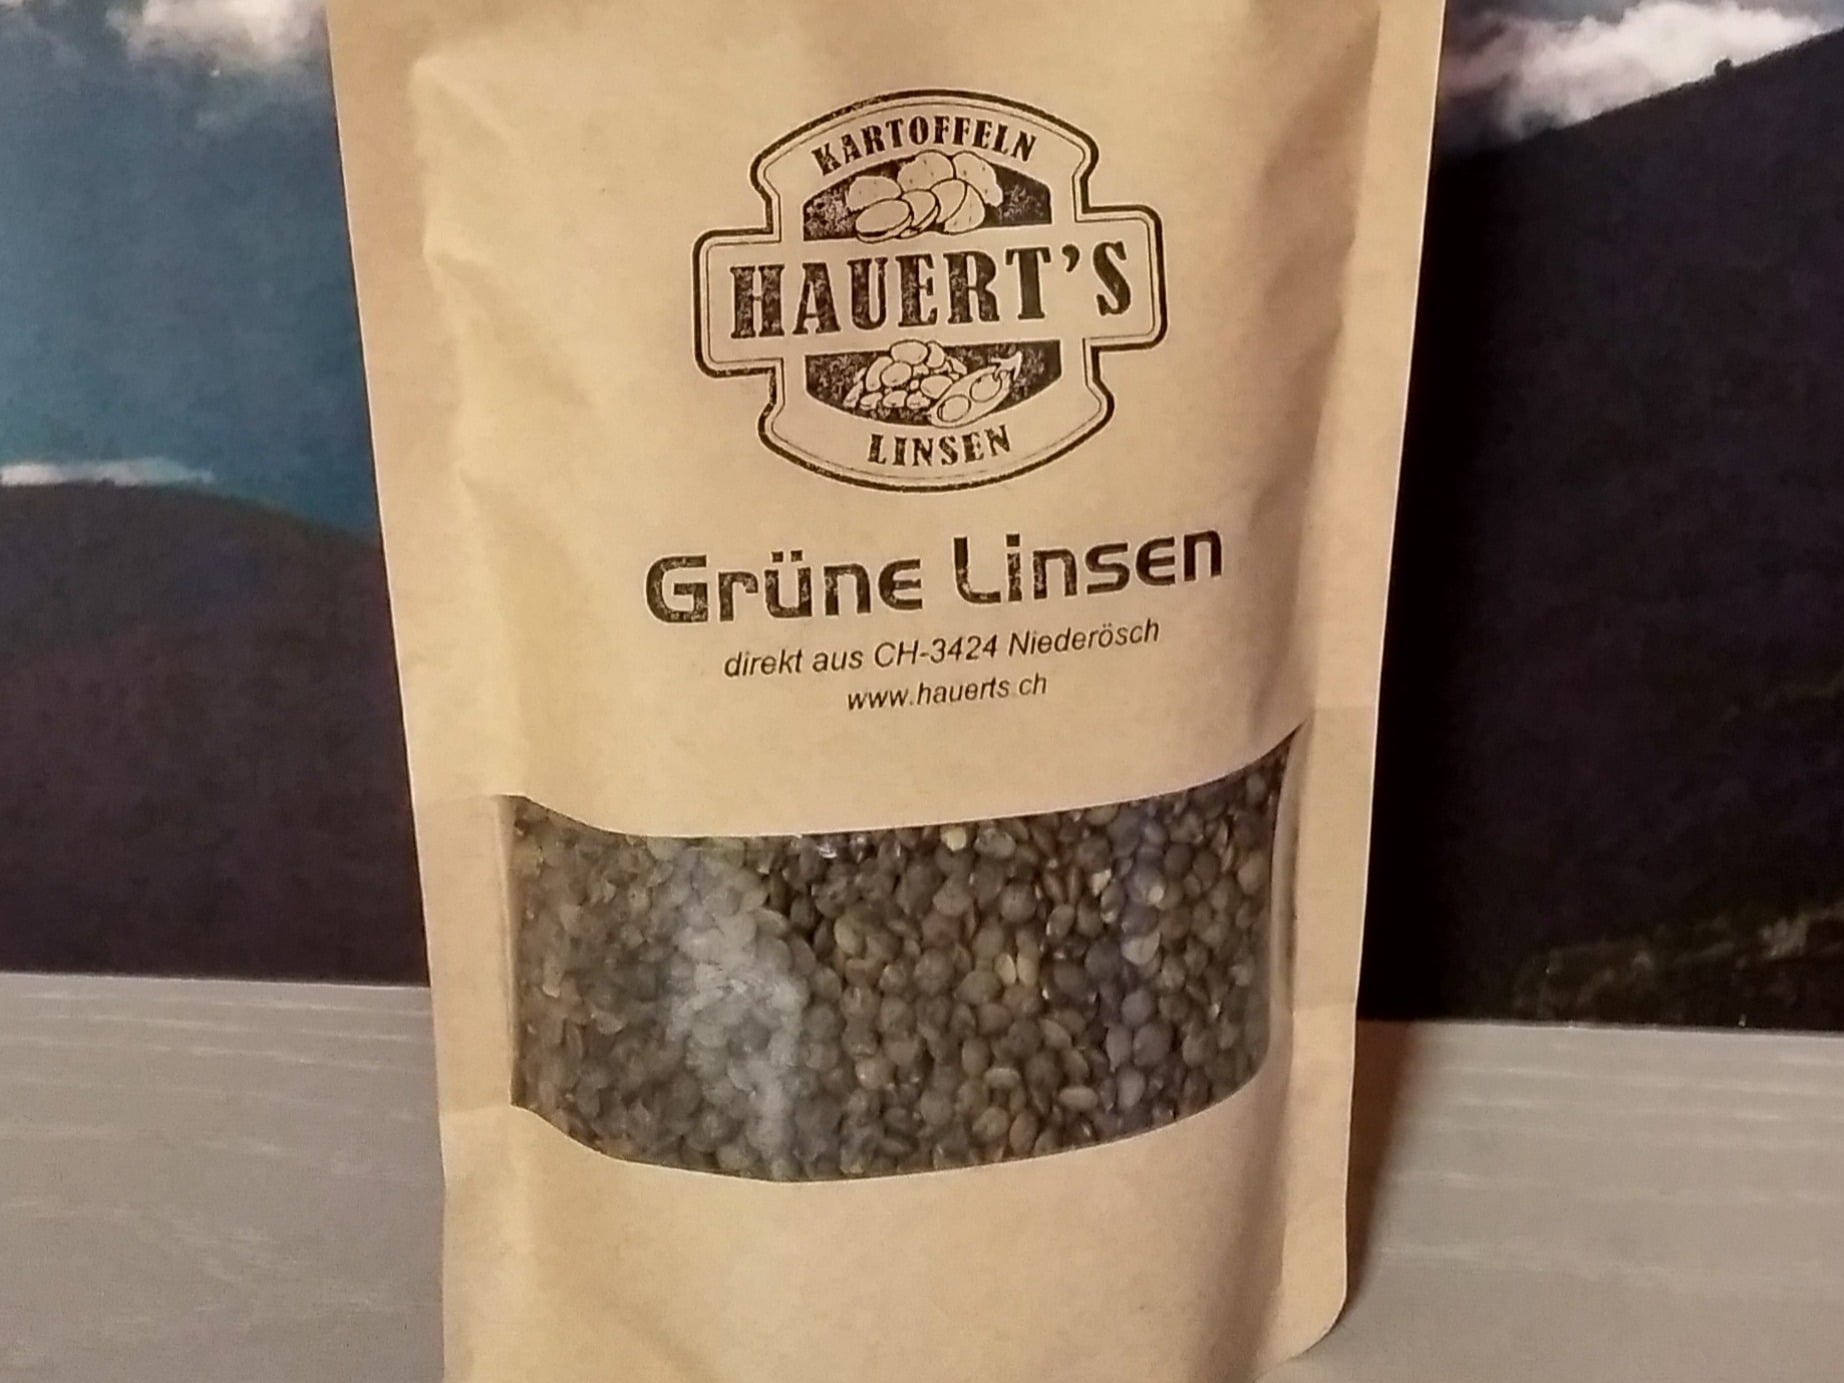 KARTOFFELN
HAUERT'S
LINSEN
Grüne Linsen
direkt aus CH-3424 Niederösch
www.hauerts.ch